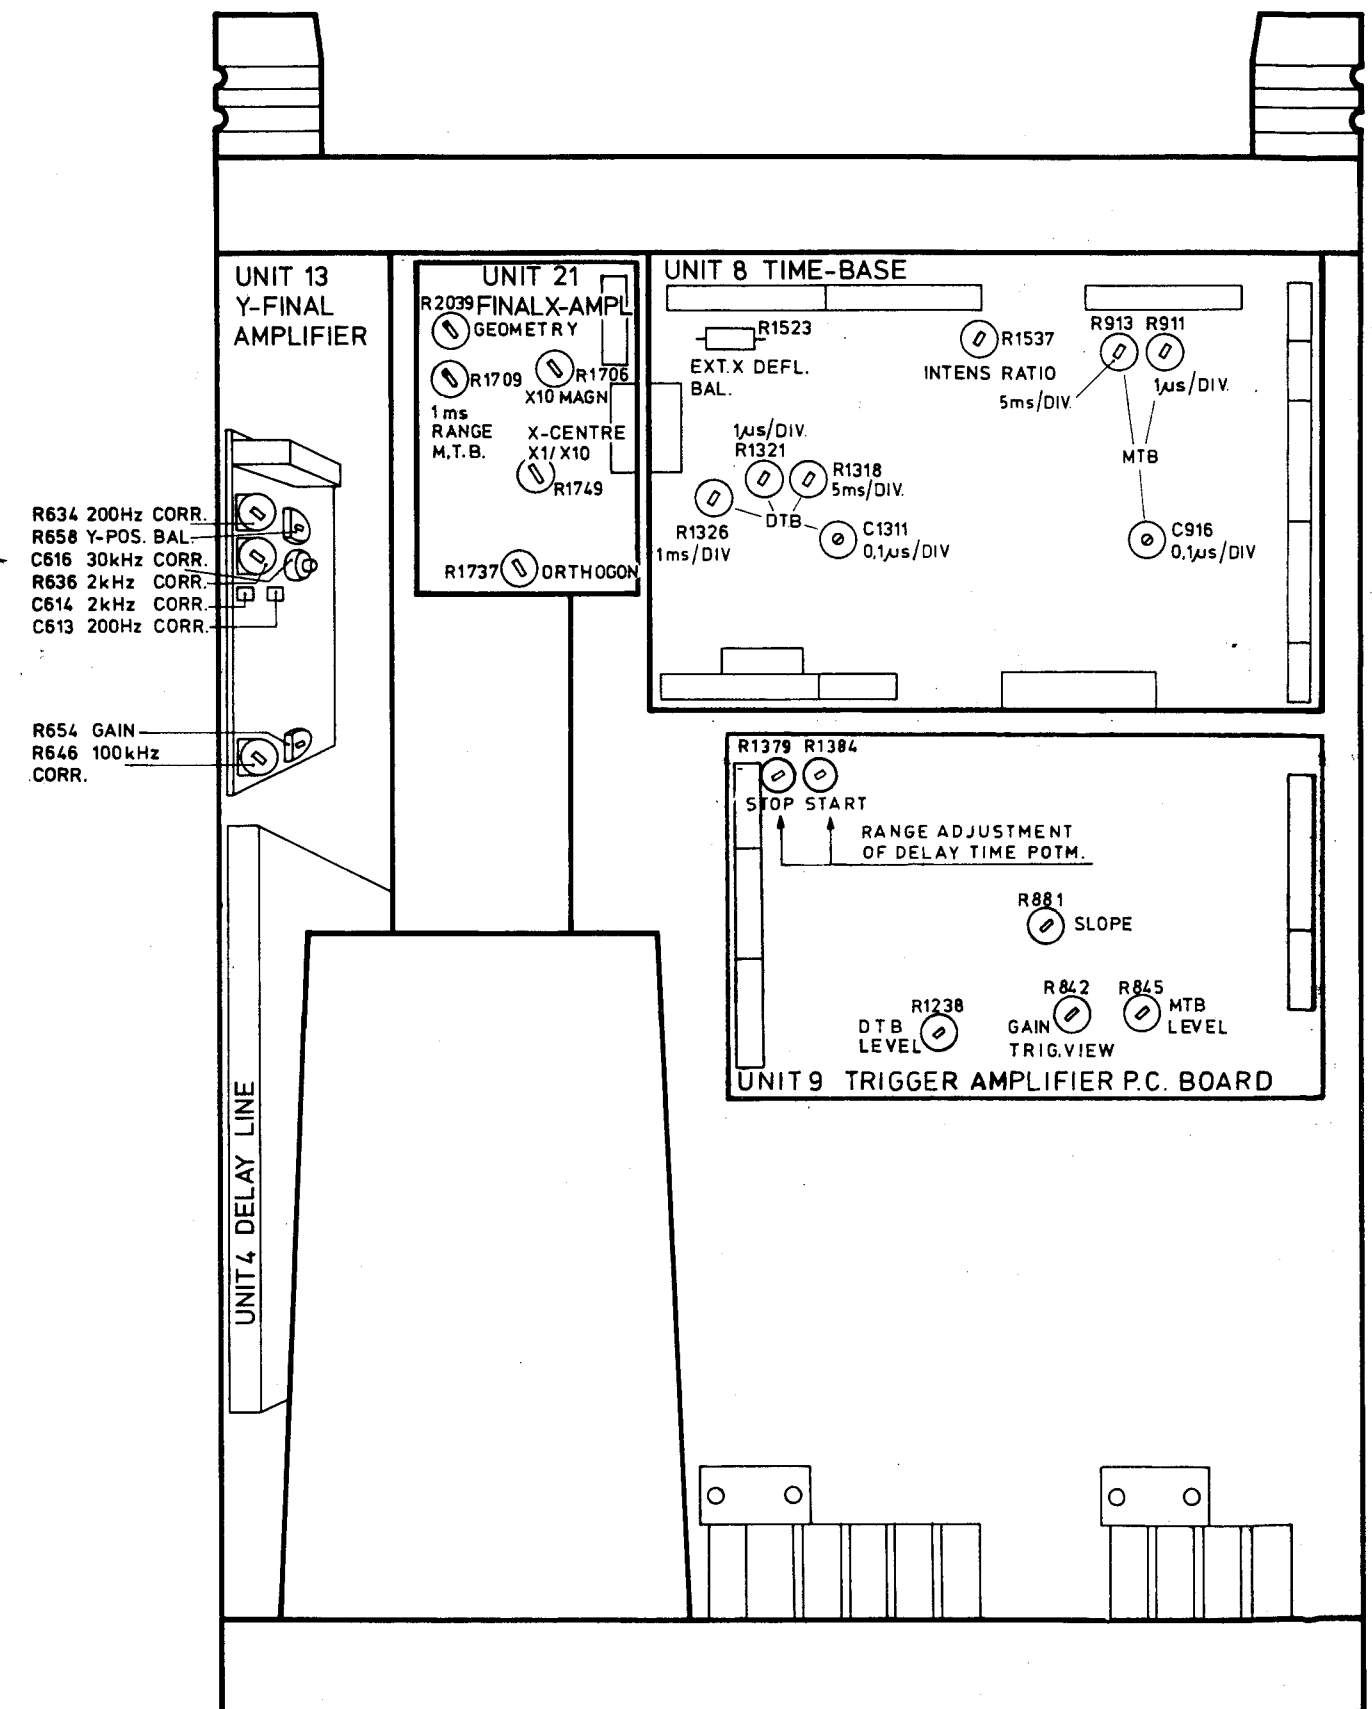 UNIT 13
Y-FINAL
AMPLIFIER
UNIT 21
FINAL X-AMPL
R2039
GEOMETRY
R1709
1ms
RANGE
M.T.B.
R1706
X10 MAGN
X-CENTRE
X1/X10
R1749
R1737
ORTHOGON
UNIT 8 TIME-BASE
R1523
EXT. X DEFL.
BAL.
R1537
INTENS RATIO
R913 R911
5ms/DIV.
1µs/DIV.
MTB
1µs/DIV.
R1321
R1318
5ms/DIV.
DTB
R1326
1ms/DIV
C1311
0,1µs/DIV
C916
0,1µs/DIV
R634 200Hz CORR.
R658 Y-POS. BAL.
C616 30kHz CORR.
R636 2kHz CORR.
C614 2kHz CORR.
C613 200Hz CORR.
R654 GAIN
R646 100kHz
CORR.
R1379 R1384
STOP START
RANGE ADJUSTMENT
OF DELAY TIME POTM.
R881
SLOPE
R1238
DTB
LEVEL
R842
GAIN
TRIG.VIEW
R845
MTB
LEVEL
UNIT 9 TRIGGER AMPLIFIER P.C. BOARD
UNIT 4 DELAY LINE